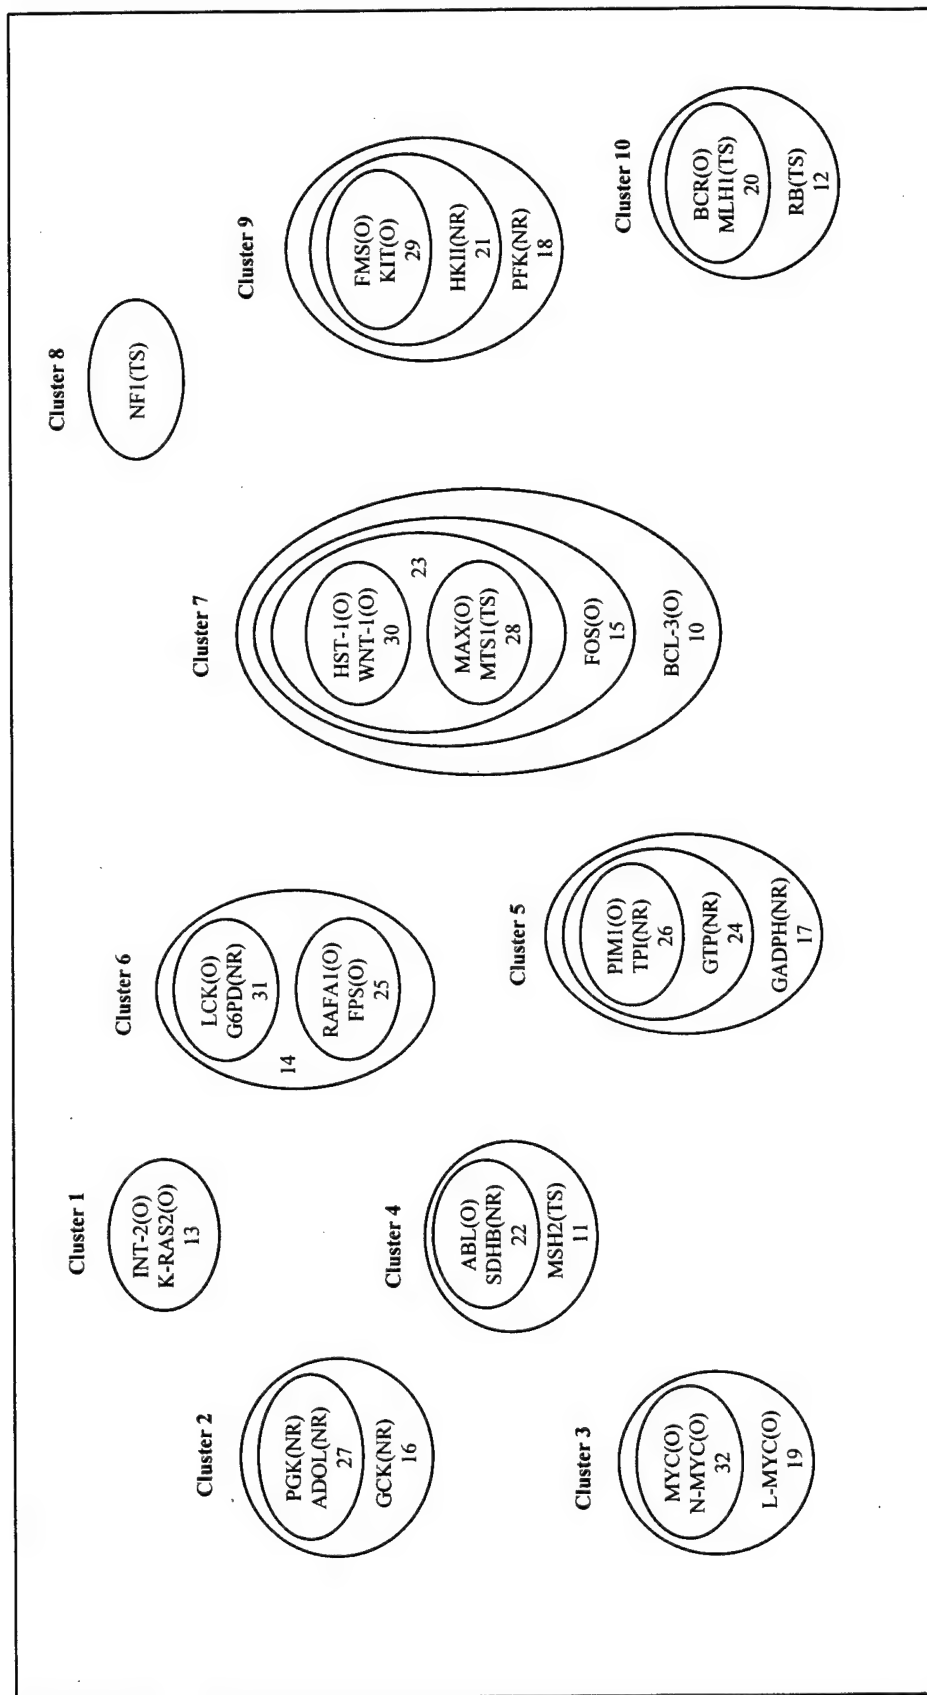 Cluster 1
INT-2(O)
K-RAS2(O)
13
Cluster 2
PGK(NR)
ADOL(NR)
27
GCK(NR)
16
Cluster 3
MYC(O)
N-MYC(O)
32
L-MYC(O)
19
Cluster 4
ABL(O)
SDHB(NR)
22
MSH2(TS)
11
Cluster 5
PIM1(O)
TPI(NR)
26
GTP(NR)
24
GADPH(NR)
17
Cluster 6
LCK(O)
G6PD(NR)
31
14
RAFA1(O)
FPS(O)
25
Cluster 7
HST-1(O)
WNT-1(O)
30
23
MAX(O)
MTS1(TS)
28
FOS(O)
15
BCL-3(O)
10
Cluster 8
NF1(TS)
Cluster 9
FMS(O)
KIT(O)
29
HKII(NR)
21
PFK(NR)
18
Cluster 10
BCR(O)
MLH1(TS)
20
RB(TS)
12